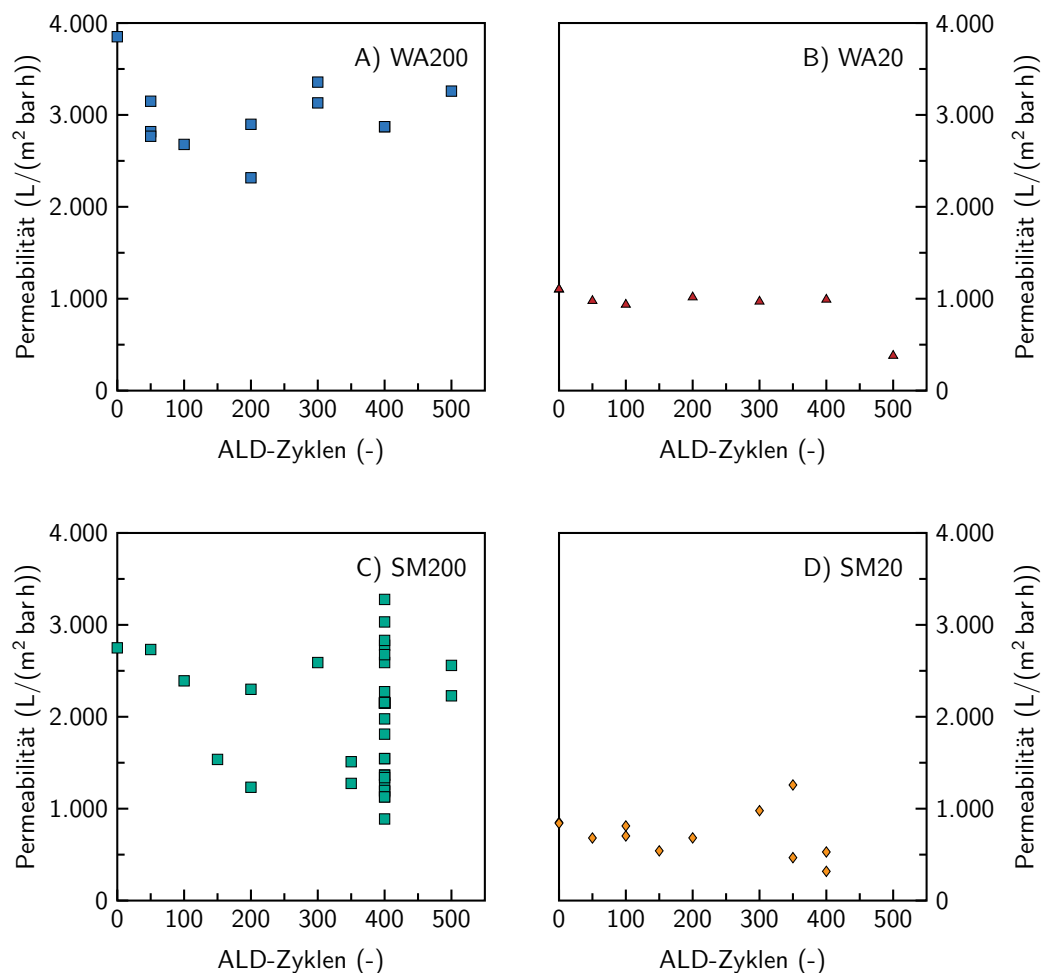 A) WA200
4.000
3.000
2.000
1.000
0
Permeabilität (L/(m² bar h))
0 100 200 300 400 500
ALD-Zyklen (-)
B) WA20
4.000
3.000
2.000
1.000
0
Permeabilität (L/(m² bar h))
0 100 200 300 400 500
ALD-Zyklen (-)
C) SM200
4.000
3.000
2.000
1.000
0
Permeabilität (L/(m² bar h))
0 100 200 300 400 500
ALD-Zyklen (-)
D) SM20
4.000
3.000
2.000
1.000
0
Permeabilität (L/(m² bar h))
0 100 200 300 400 500
ALD-Zyklen (-)